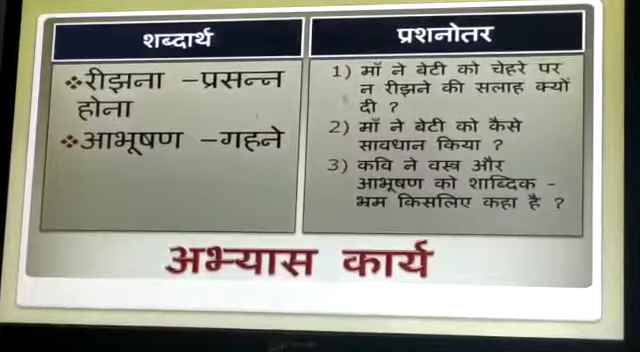 शब्दार्थ
❖रीझना –प्रसन्न
होना
❖आभूषण –गहने
प्रशनोतर
1) माँ ने बेटी को चेहरे पर
न रीझने की सलाह क्यों
दी ?
2) माँ ने बेटी को कैसे
सावधान किया ?
3) कवि ने वस्त्र और
आभूषण को शाब्दिक -
भ्रम किसलिए कहा है ?
अभ्यास कार्य